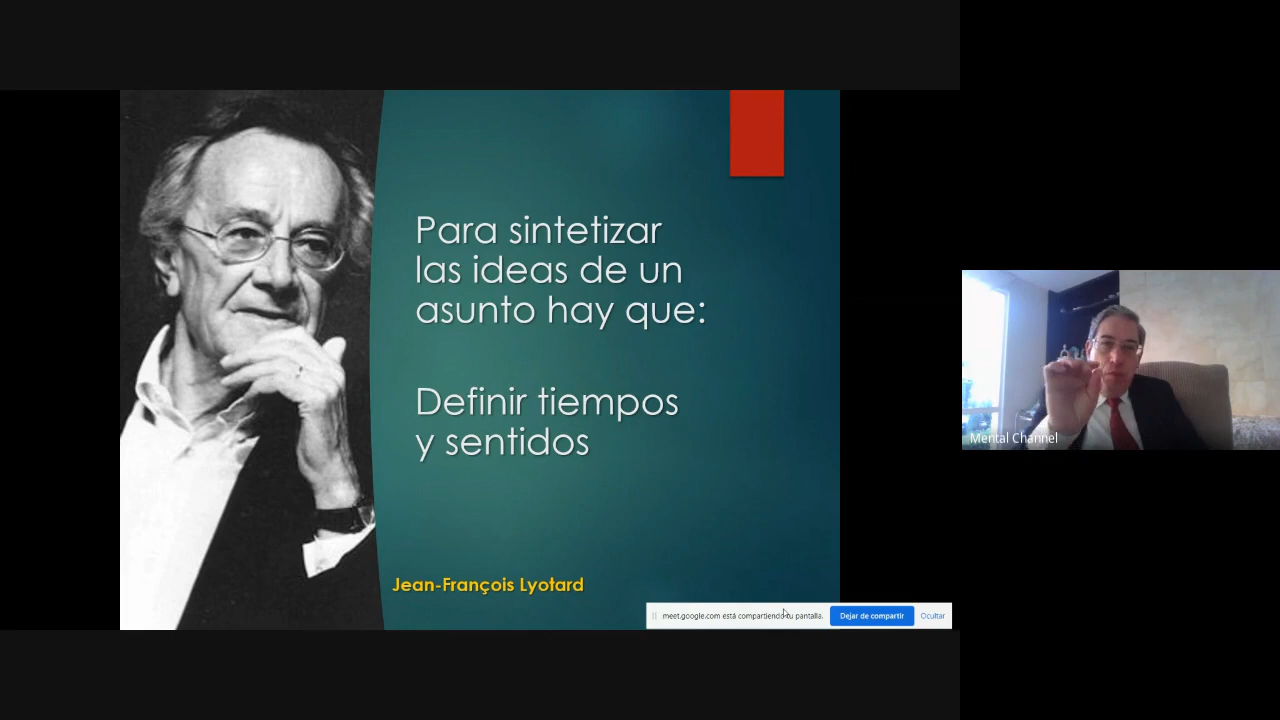 Para sintetizar
las ideas de un
asunto hay que:
Definir tiempos
y sentidos
Jean-François Lyotard
meet.google.com está compartiendo tu pantalla. Dejar de compartir Ocultar
Mental Channel